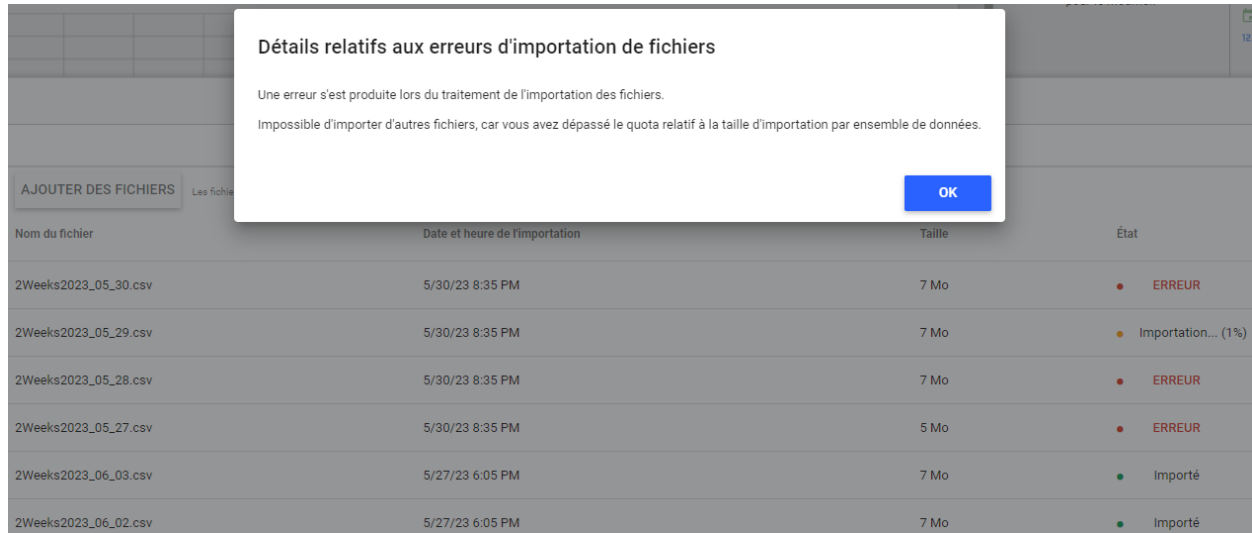 Détails relatifs aux erreurs d'importation de fichiers
Une erreur s'est produite lors du traitement de l'importation des fichiers.
Impossible d'importer d'autres fichiers, car vous avez dépassé le quota relatif à la taille d'importation par ensemble de données.
OK
12
AJOUTER DES FICHIERS Les fichie
Nom du fichier Date et heure de l'importation Taille État
2Weeks2023_05_30.csv 5/30/23 8:35 PM 7 Mo ERREUR
2Weeks2023_05_29.csv 5/30/23 8:35 PM 7 Mo Importation... (1%)
2Weeks2023_05_28.csv 5/30/23 8:35 PM 7 Mo ERREUR
2Weeks2023_05_27.csv 5/30/23 8:35 PM 5 Mo ERREUR
2Weeks2023_06_03.csv 5/27/23 6:05 PM 7 Mo Importé
2Weeks2023_06_02.csv 5/27/23 6:05 PM 7 Mo Importé